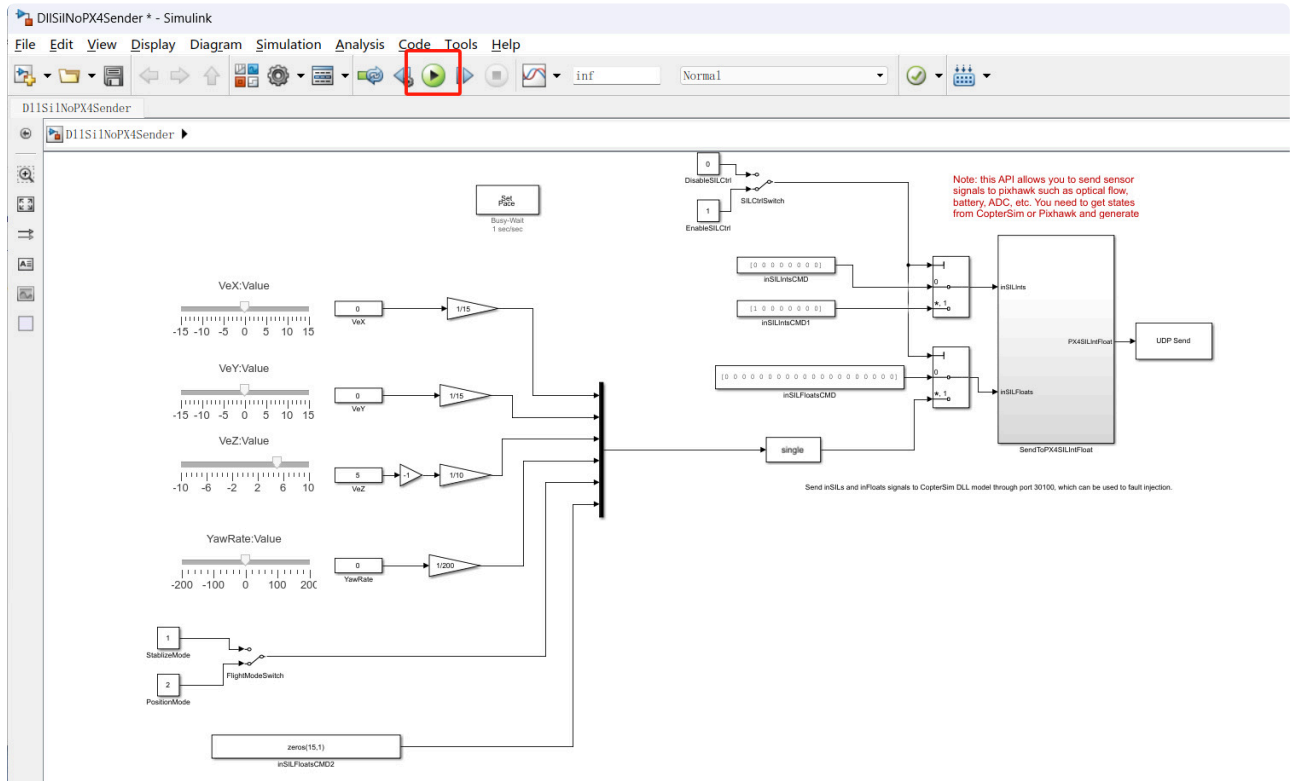 DllSilNoPX4Sender * - Simulink
File Edit View Display Diagram Simulation Analysis Code Tools Help
inf
Normal
DllSilNoPX4Sender
DllSilNoPX4Sender
0
DisableSILCtrl
SILCtrlSwitch
1
EnableSILCtrl
Note: this API allows you to send sensor
signals to pixhawk such as optical flow,
battery, ADC, etc. You need to get states
from CopterSim or Pixhawk and generate
Set
Pace
Busy-Wait
1 sec/sec
[0 0 0 0 0 0 0 0]
inSILIntsCMD
[1 0 0 0 0 0 0 0]
inSILIntsCMD1
0
*, 1
inSILInts
PX4SILIntFloat
UDP Send
VeX:Value
-15 -10 -5 0 5 10 15
0
VeX
1/15
VeY:Value
-15 -10 -5 0 5 10 15
0
VeY
1/15
[0 0 0 0 0 0 0 0 0 0 0 0 0 0 0 0 0 0 0 0]
inSILFloatsCMD
0
*, 1
inSILFloats
SendToPX4SILIntFloat
VeZ:Value
-10 -6 -2 2 6 10
5
VeZ
-1
1/10
single
Send inSILs and inFloats signals to CopterSim DLL model through port 30100, which can be used to fault injection.
YawRate:Value
-200 -100 0 100 200
0
YawRate
1/200
1
StablizeMode
FlightModeSwitch
2
PositionMode
zeros(15,1)
inSILFloatsCMD2